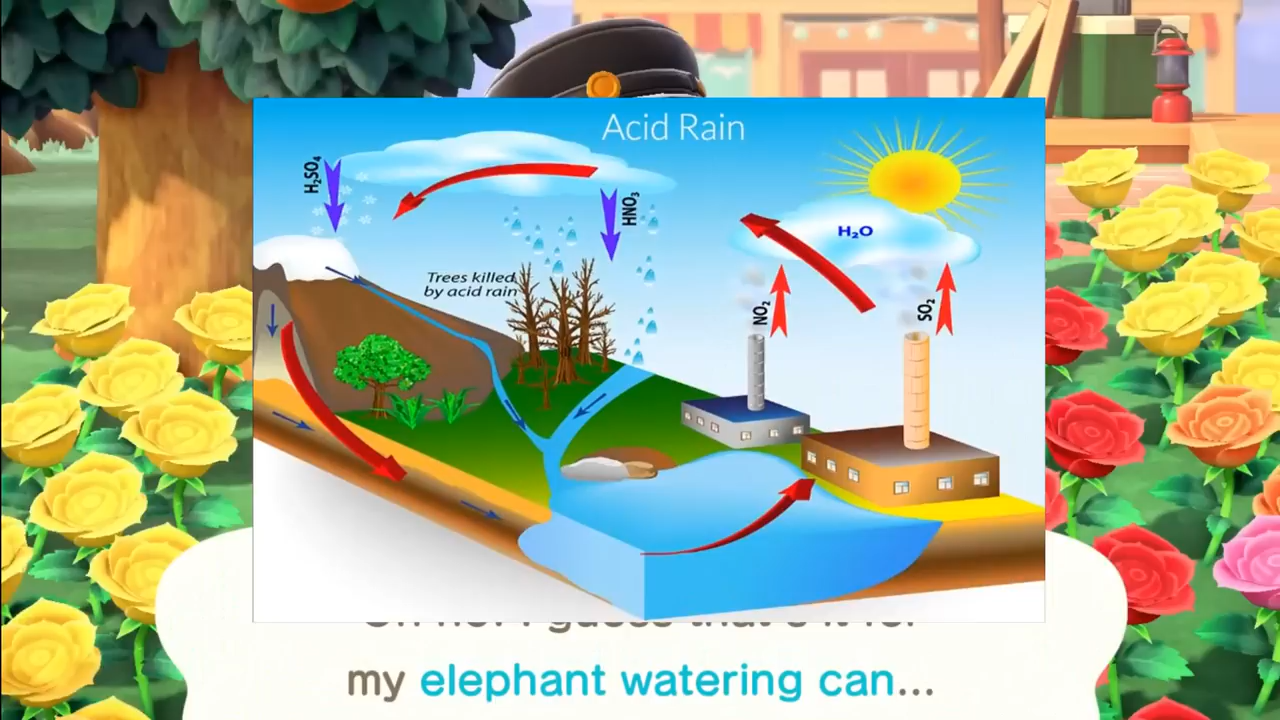 Acid Rain
H₂SO₄
HNO₃
H₂O
Trees killed
by acid rain
NO₂
SO₂
my elephant watering can...